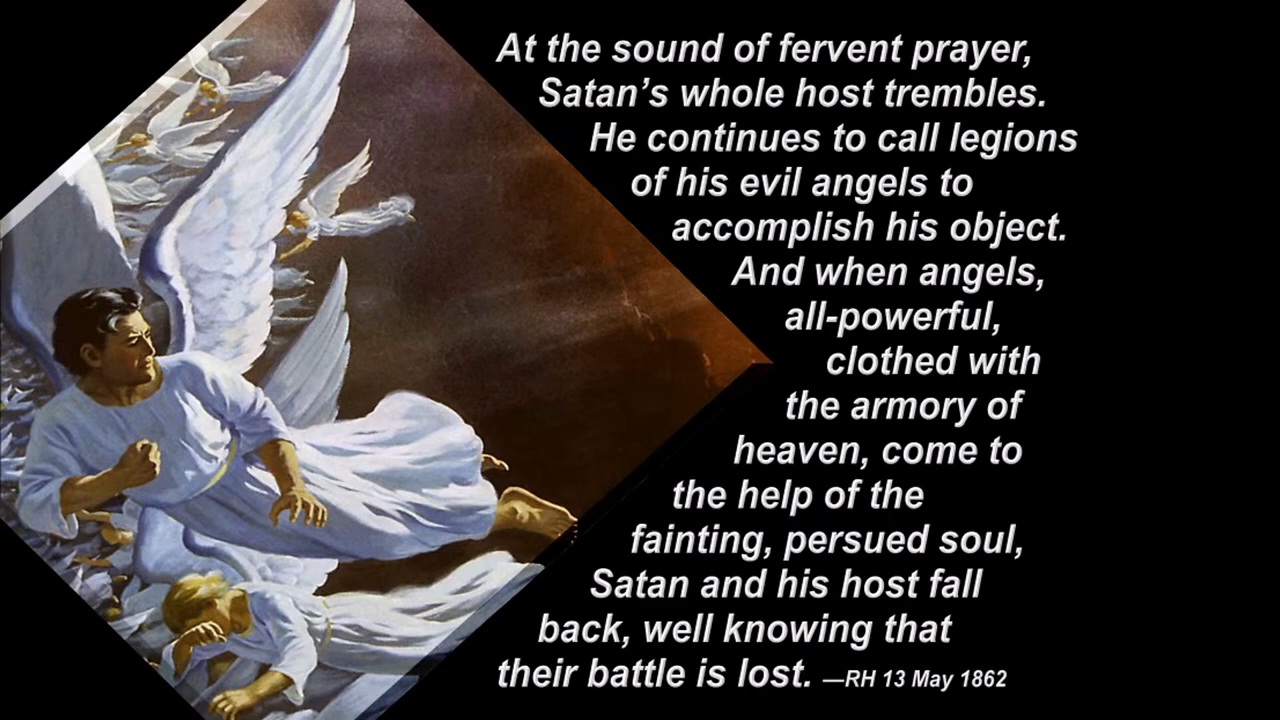 At the sound of fervent prayer,
Satan’s whole host trembles.
He continues to call legions
of his evil angels to
accomplish his object.
And when angels,
all-powerful,
clothed with
the armory of
heaven, come to
the help of the
fainting, persued soul,
Satan and his host fall
back, well knowing that
their battle is lost. —RH 13 May 1862